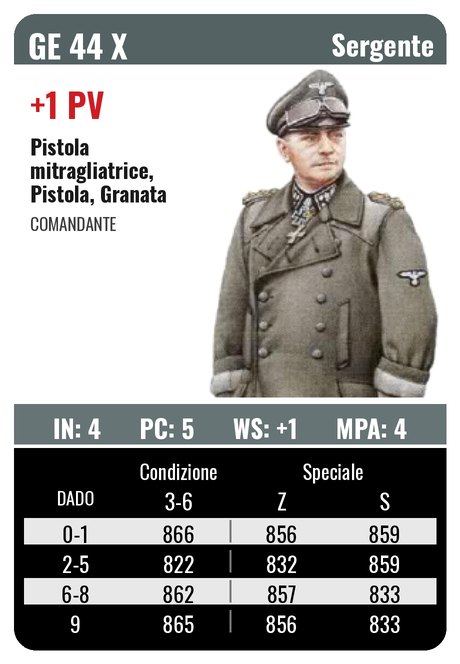 GE 44 X Sergente
+1 PV
Pistola
mitragliatrice,
Pistola, Granata
COMANDANTE
IN: 4 PC: 5 WS: +1 MPA: 4
Condizione Speciale
DADO 3-6 Z S
0-1 866 856 859
2-5 822 832 859
6-8 862 857 833
9 865 856 833